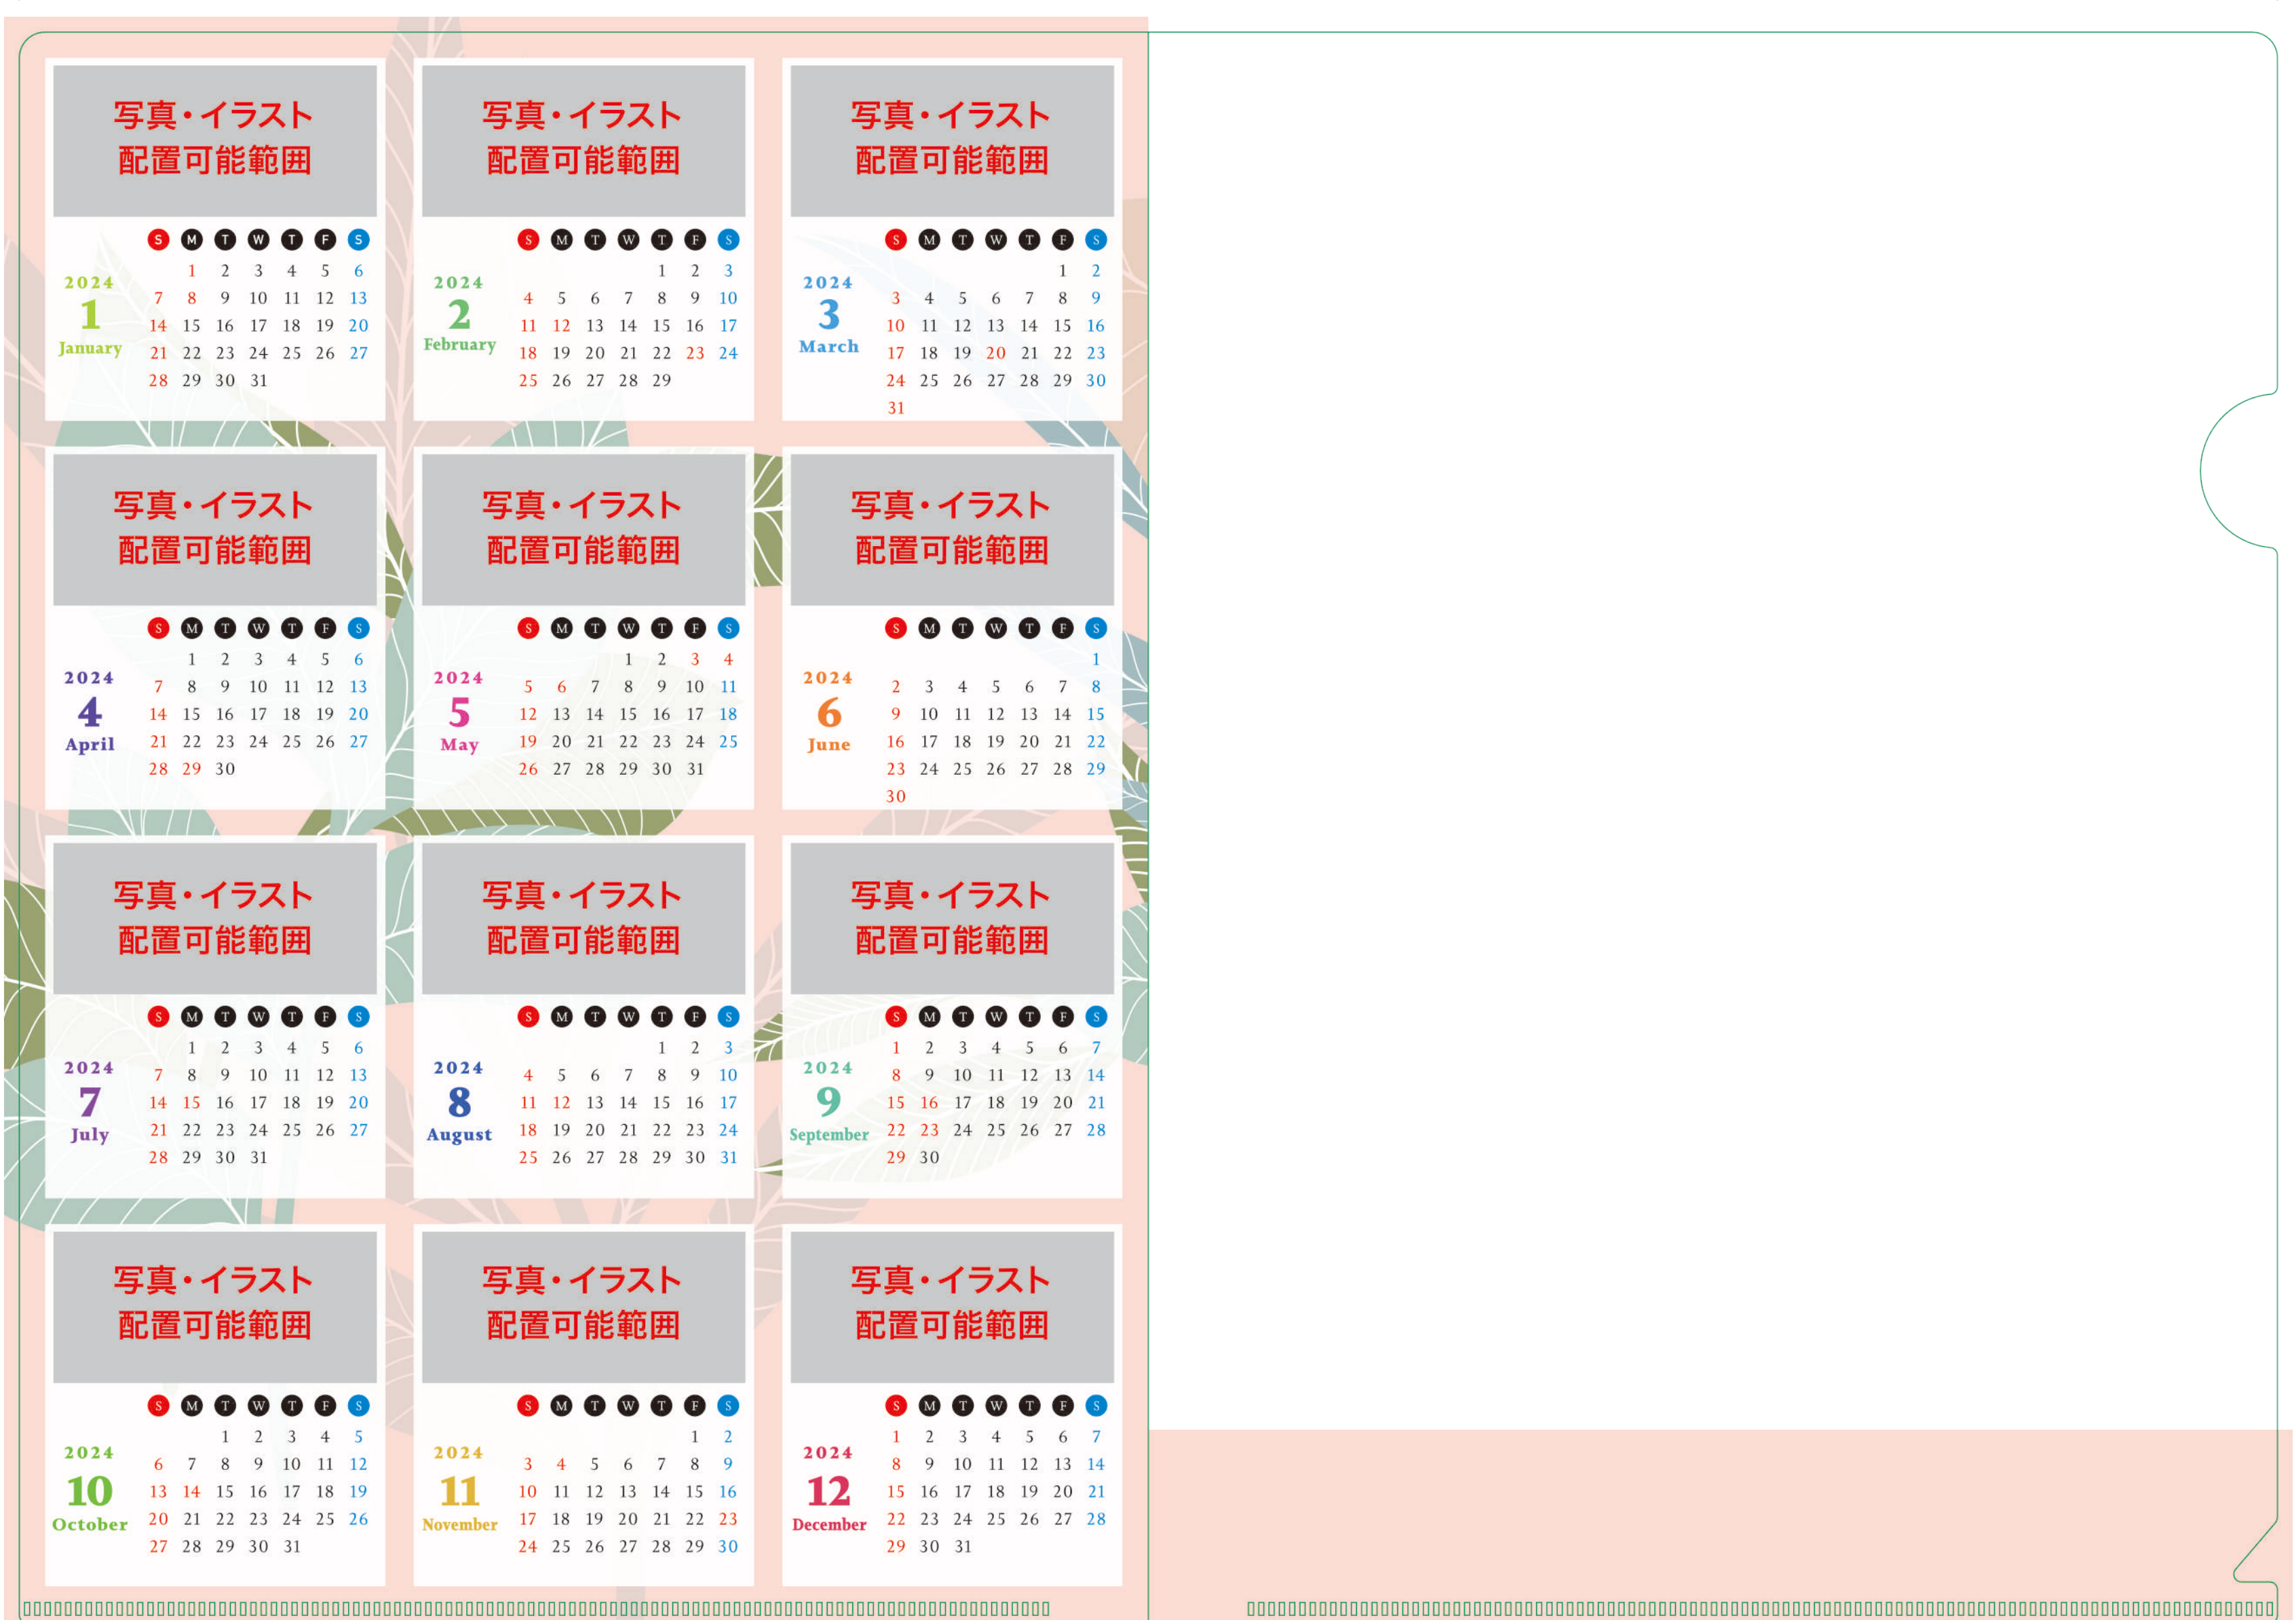 写真・イラスト
配置可能範囲
S M T W T F S
2024
1
January
1 2 3 4 5 6
7 8 9 10 11 12 13
14 15 16 17 18 19 20
21 22 23 24 25 26 27
28 29 30 31
写真・イラスト
配置可能範囲
S M T W T F S
2024
2
February
1 2 3
4 5 6 7 8 9 10
11 12 13 14 15 16 17
18 19 20 21 22 23 24
25 26 27 28 29
写真・イラスト
配置可能範囲
S M T W T F S
2024
3
March
1 2
3 4 5 6 7 8 9
10 11 12 13 14 15 16
17 18 19 20 21 22 23
24 25 26 27 28 29 30
31
写真・イラスト
配置可能範囲
S M T W T F S
2024
4
April
1 2 3 4 5 6
7 8 9 10 11 12 13
14 15 16 17 18 19 20
21 22 23 24 25 26 27
28 29 30
写真・イラスト
配置可能範囲
S M T W T F S
2024
5
May
1 2 3 4
5 6 7 8 9 10 11
12 13 14 15 16 17 18
19 20 21 22 23 24 25
26 27 28 29 30 31
写真・イラスト
配置可能範囲
S M T W T F S
2024
6
June
1
2 3 4 5 6 7 8
9 10 11 12 13 14 15
16 17 18 19 20 21 22
23 24 25 26 27 28 29
30
写真・イラスト
配置可能範囲
S M T W T F S
2024
7
July
1 2 3 4 5 6
7 8 9 10 11 12 13
14 15 16 17 18 19 20
21 22 23 24 25 26 27
28 29 30 31
写真・イラスト
配置可能範囲
S M T W T F S
2024
8
August
1 2 3
4 5 6 7 8 9 10
11 12 13 14 15 16 17
18 19 20 21 22 23 24
25 26 27 28 29 30 31
写真・イラスト
配置可能範囲
S M T W T F S
2024
9
September
1 2 3 4 5 6 7
8 9 10 11 12 13 14
15 16 17 18 19 20 21
22 23 24 25 26 27 28
29 30
写真・イラスト
配置可能範囲
S M T W T F S
2024
10
October
1 2 3 4 5
6 7 8 9 10 11 12
13 14 15 16 17 18 19
20 21 22 23 24 25 26
27 28 29 30 31
写真・イラスト
配置可能範囲
S M T W T F S
2024
11
November
1 2
3 4 5 6 7 8 9
10 11 12 13 14 15 16
17 18 19 20 21 22 23
24 25 26 27 28 29 30
写真・イラスト
配置可能範囲
S M T W T F S
2024
12
December
1 2 3 4 5 6 7
8 9 10 11 12 13 14
15 16 17 18 19 20 21
22 23 24 25 26 27 28
29 30 31